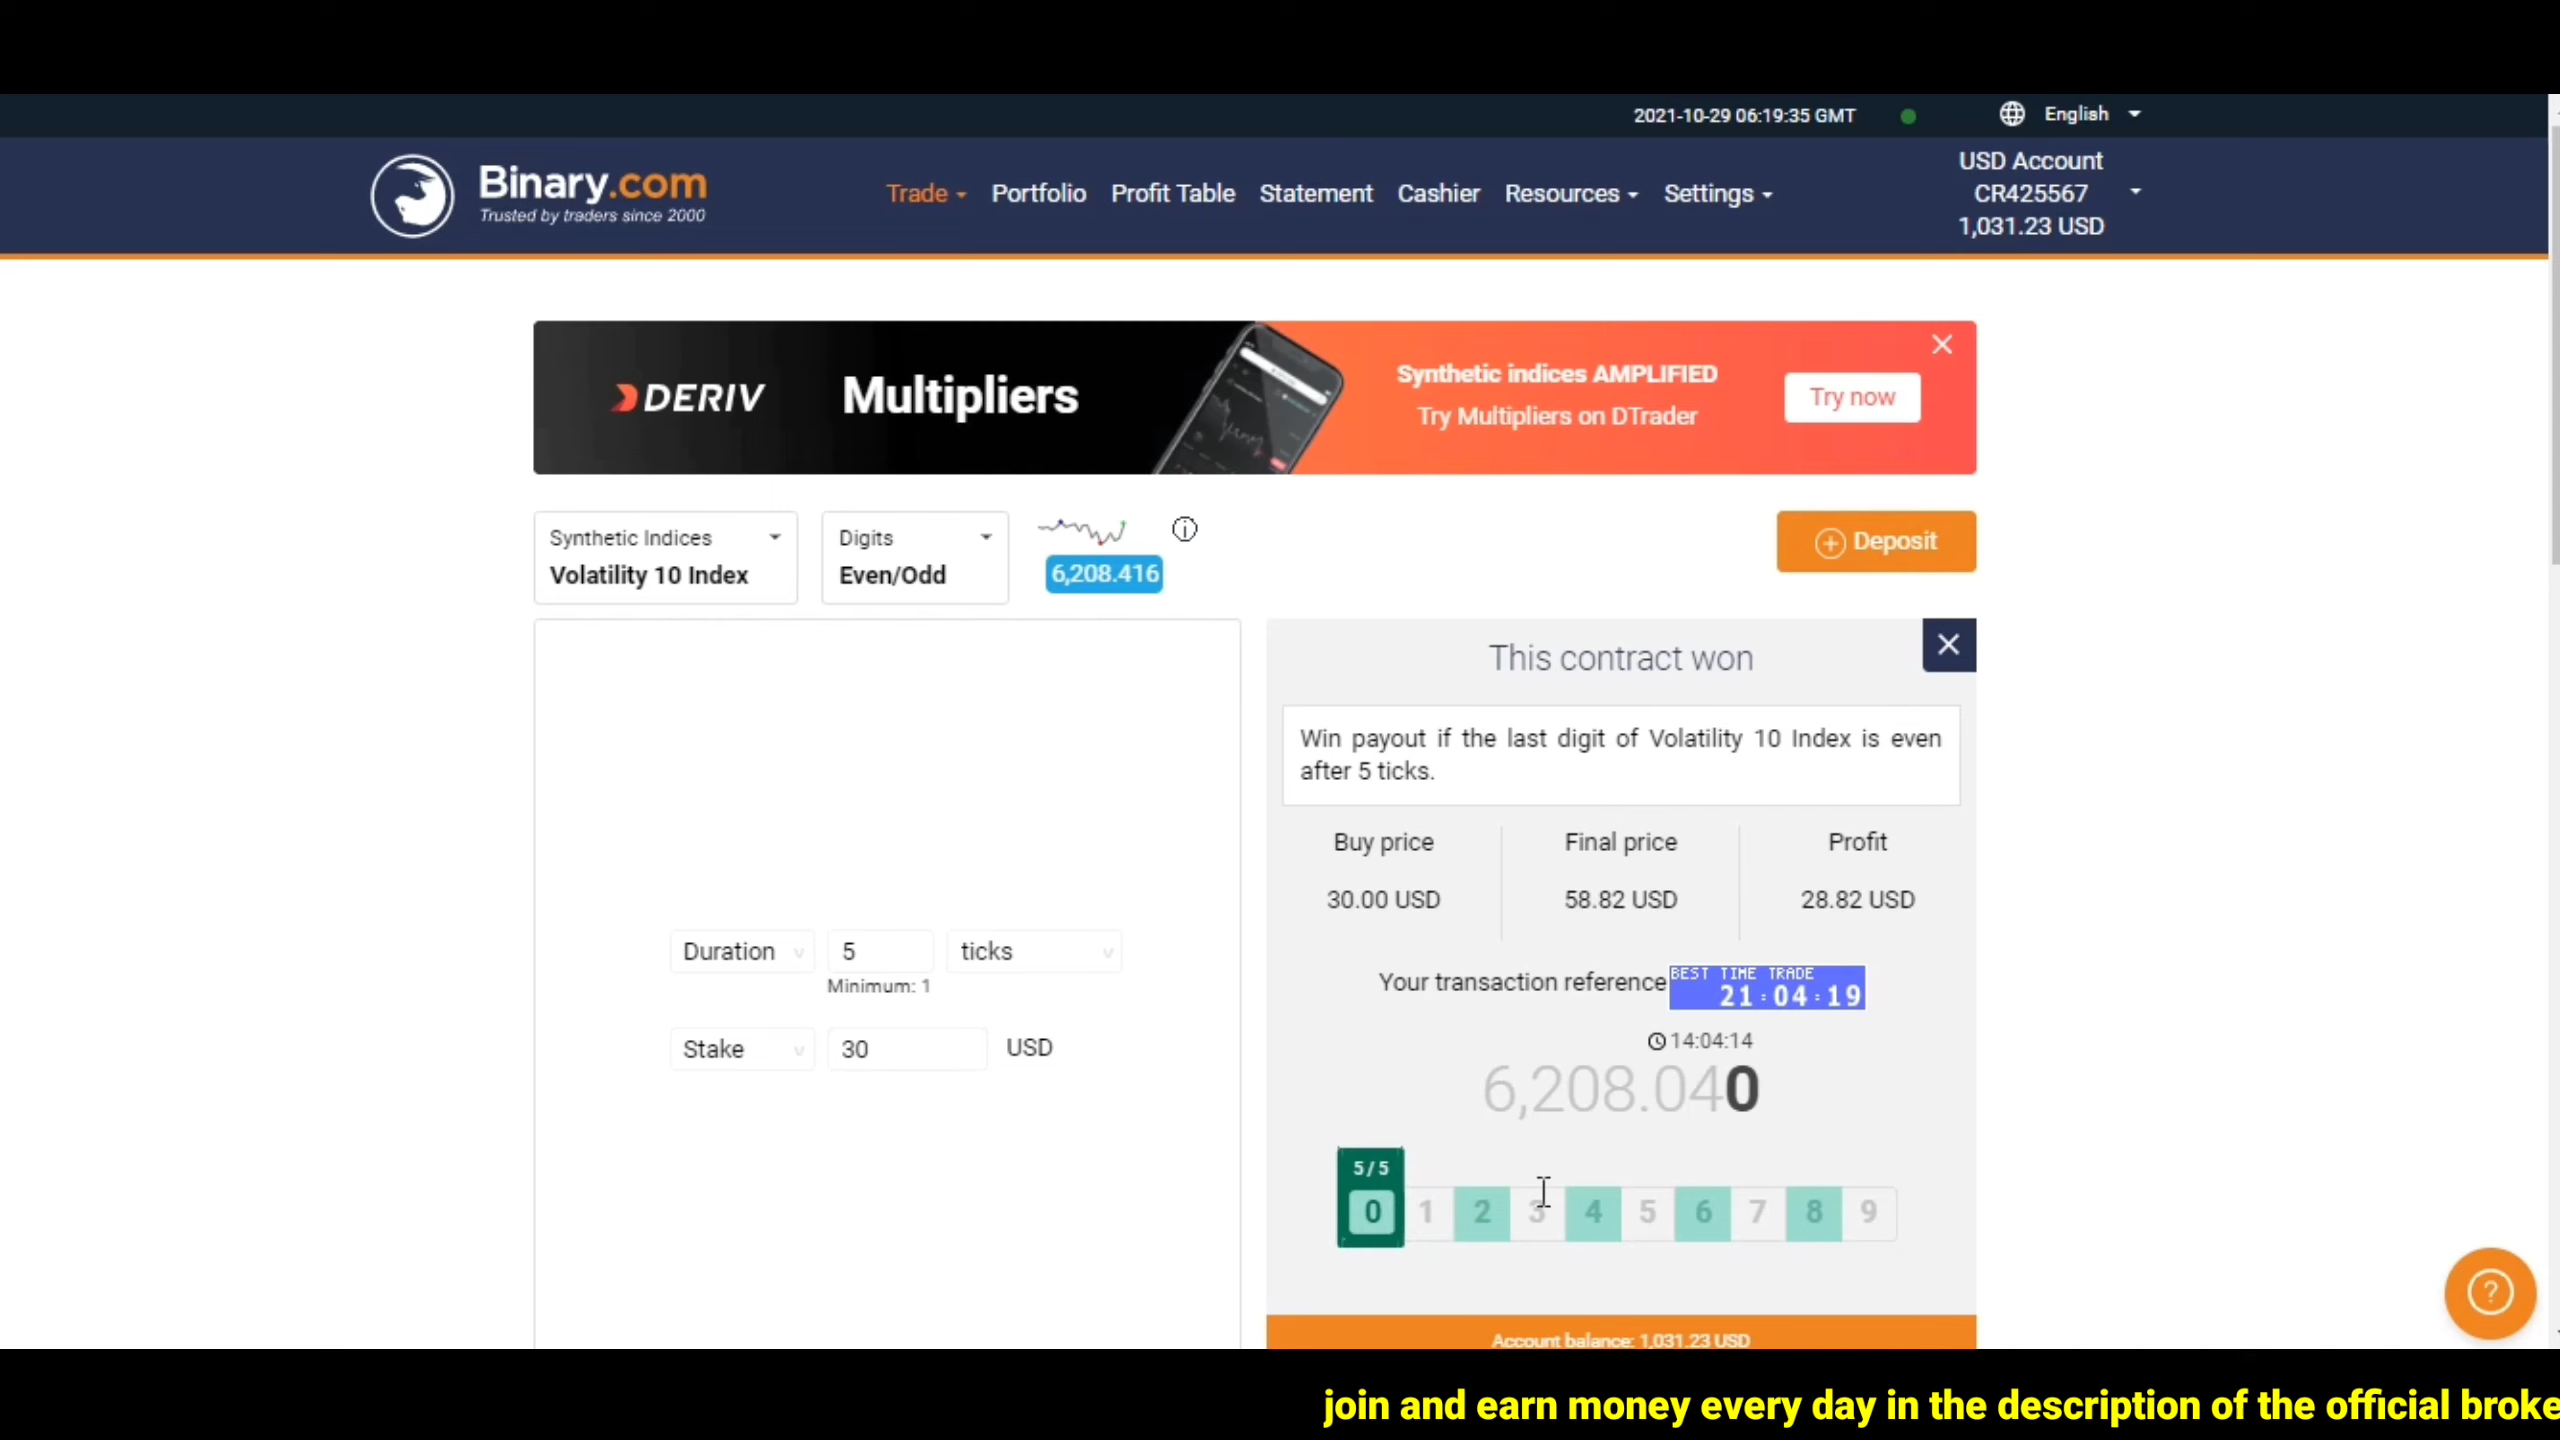 2021-10-29 06:19:35 GMT
English
Binary.com
Trusted by traders since 2000
Trade
Portfolio
Profit Table
Statement
Cashier
Resources
Settings
USD Account
CR425567
1,031.23 USD
DERIV
Multipliers
Synthetic indices AMPLIFIED
Try Multipliers on DTrader
Try now
Synthetic Indices
Volatility 10 Index
Digits
Even/Odd
6,208.416
Deposit
This contract won
Win payout if the last digit of Volatility 10 Index is even
after 5 ticks.
Buy price
Final price
Profit
30.00 USD
58.82 USD
28.82 USD
Duration
5
ticks
Minimum: 1
Stake
30
USD
Your transaction reference
BEST TIME TRADE
21:04:19
14:04:14
6,208.040
5/5
0 1 2 3 4 5 6 7 8 9
Account balance: 1,031.23 USD
join and earn money every day in the description of the official broke